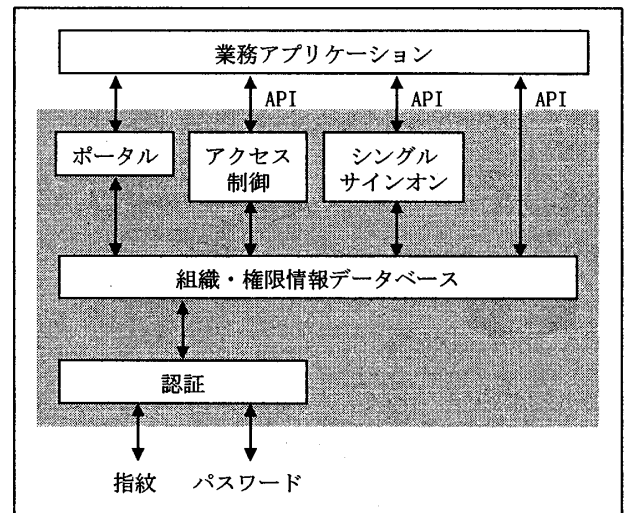 業務アプリケーション
API
API
API
ポータル
アクセス
制御
シングル
サインオン
組織・権限情報データベース
認証
指紋
パスワード